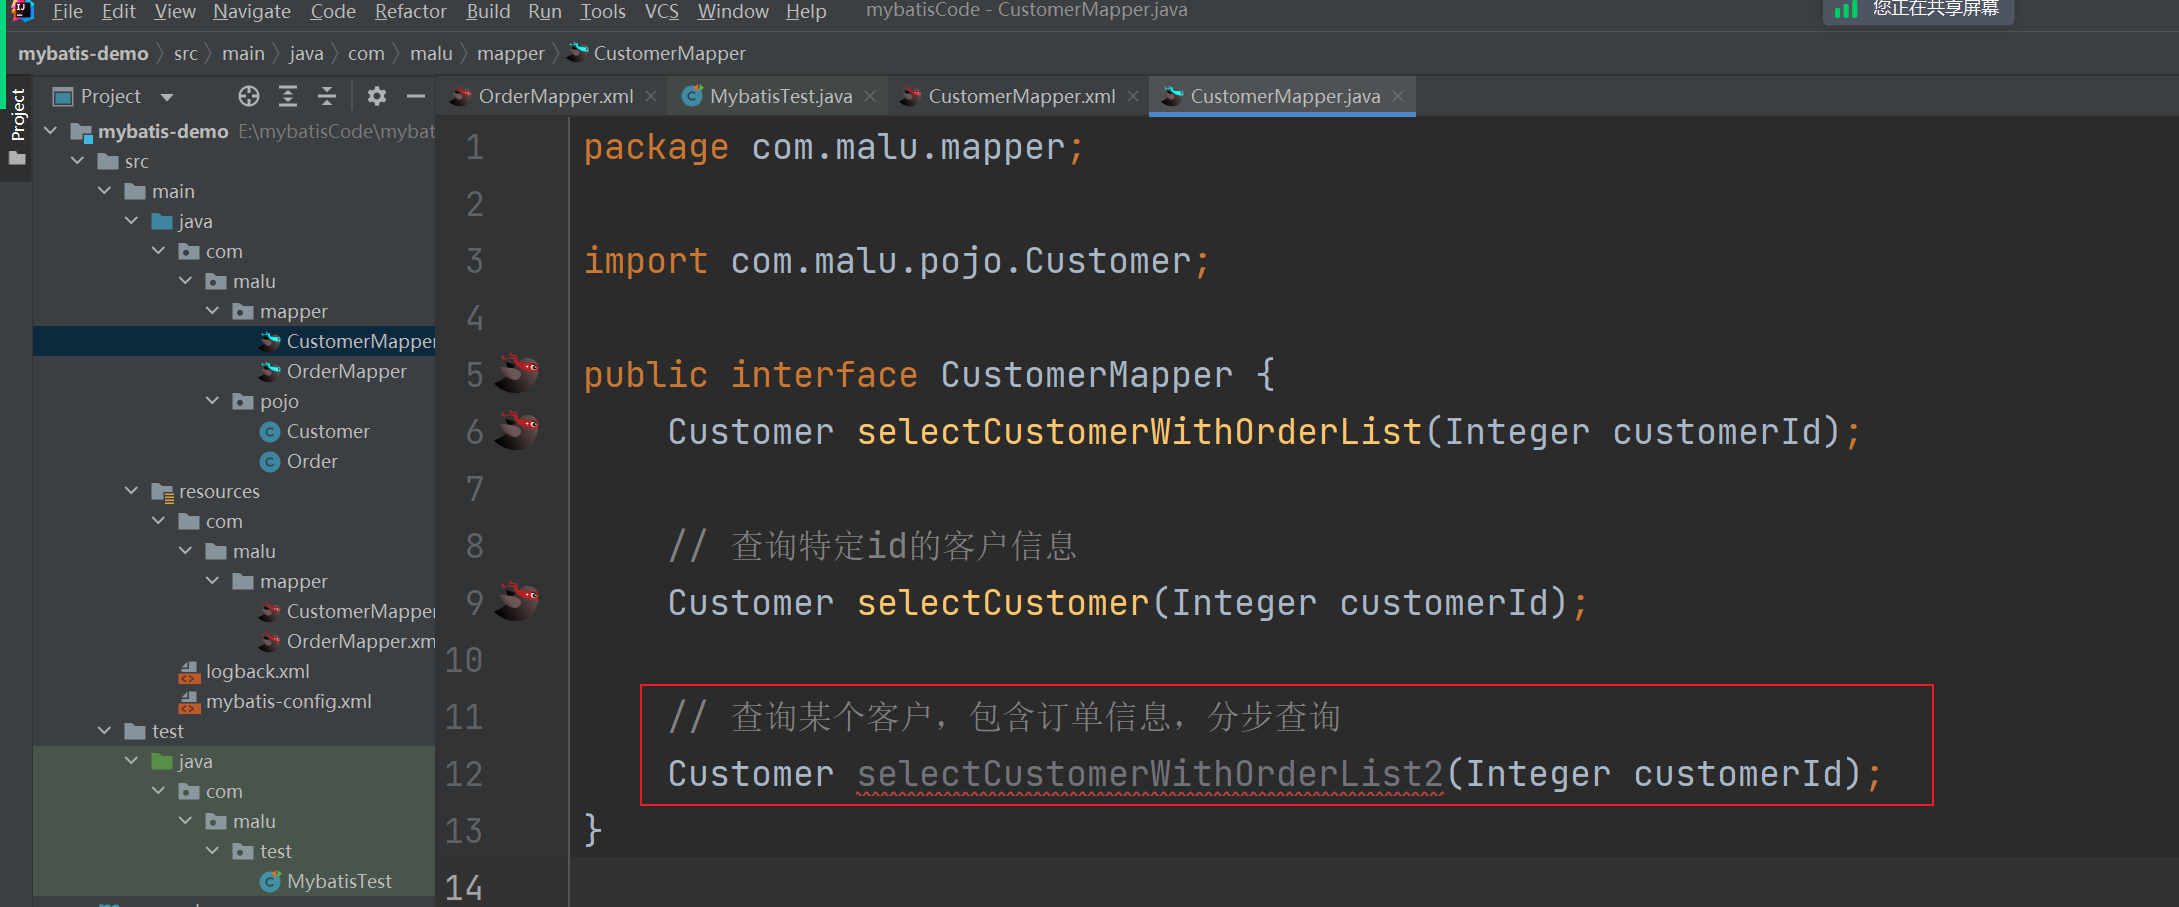 File Edit View Navigate Code Refactor Build Run Tools VCS Window Help mybatisCode - CustomerMapper.java 您正在共享屏幕
mybatis-demo src main java com malu mapper CustomerMapper
Project
Project
OrderMapper.xml MybatisTest.java CustomerMapper.xml CustomerMapper.java
mybatis-demo E:\mybatisCode\mybat
src
main
java
com
malu
mapper
CustomerMapper
OrderMapper
pojo
Customer
Order
resources
com
malu
mapper
CustomerMapper
OrderMapper.xm
logback.xml
mybatis-config.xml
test
java
com
malu
test
MybatisTest
1 package com.malu.mapper;
2
3 import com.malu.pojo.Customer;
4
5 public interface CustomerMapper {
6 Customer selectCustomerWithOrderList(Integer customerId);
7
8 // 查询特定id的客户信息
9 Customer selectCustomer(Integer customerId);
10
11 // 查询某个客户，包含订单信息，分步查询
12 Customer selectCustomerWithOrderList2(Integer customerId);
13 }
14